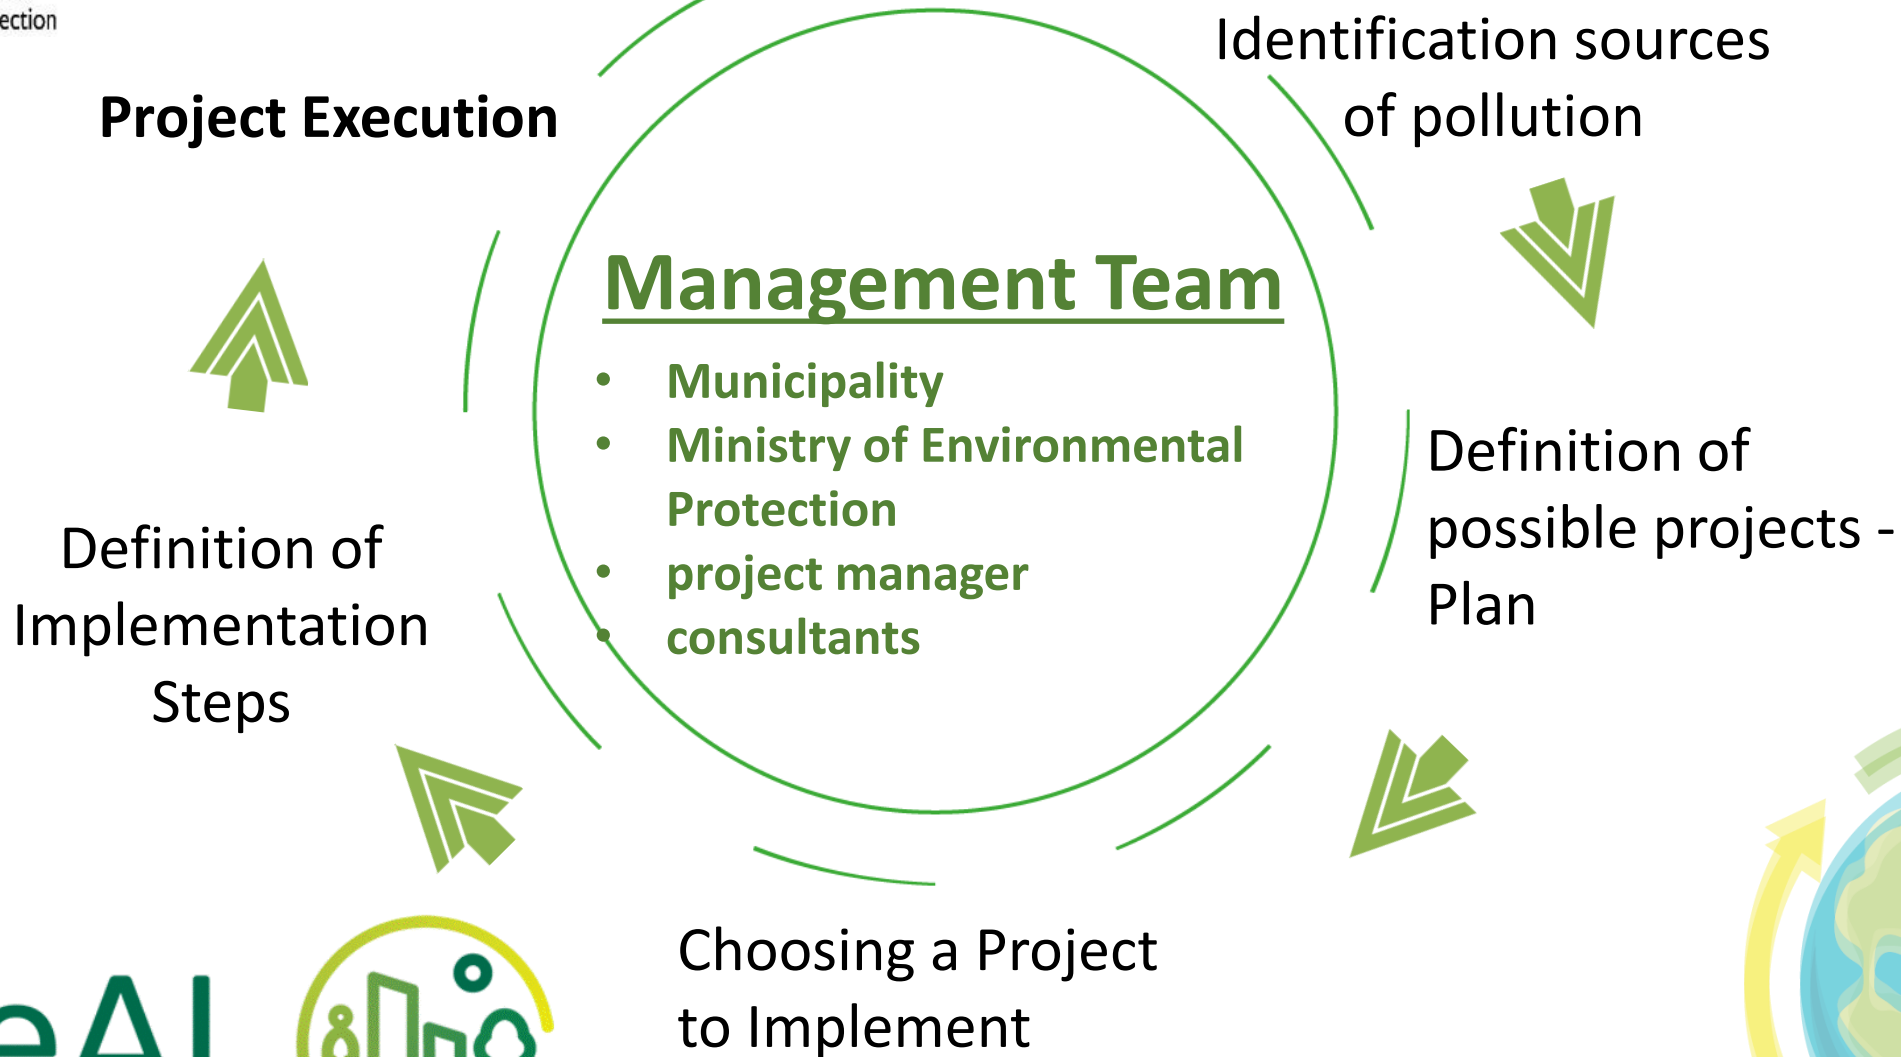 ection
Identification sources
of pollution
Project Execution
Management Team
• Municipality
• Ministry of Environmental
Protection
• project manager
• consultants
Definition of
possible projects -
Plan
Definition of
Implementation
Steps
Choosing a Project
to Implement